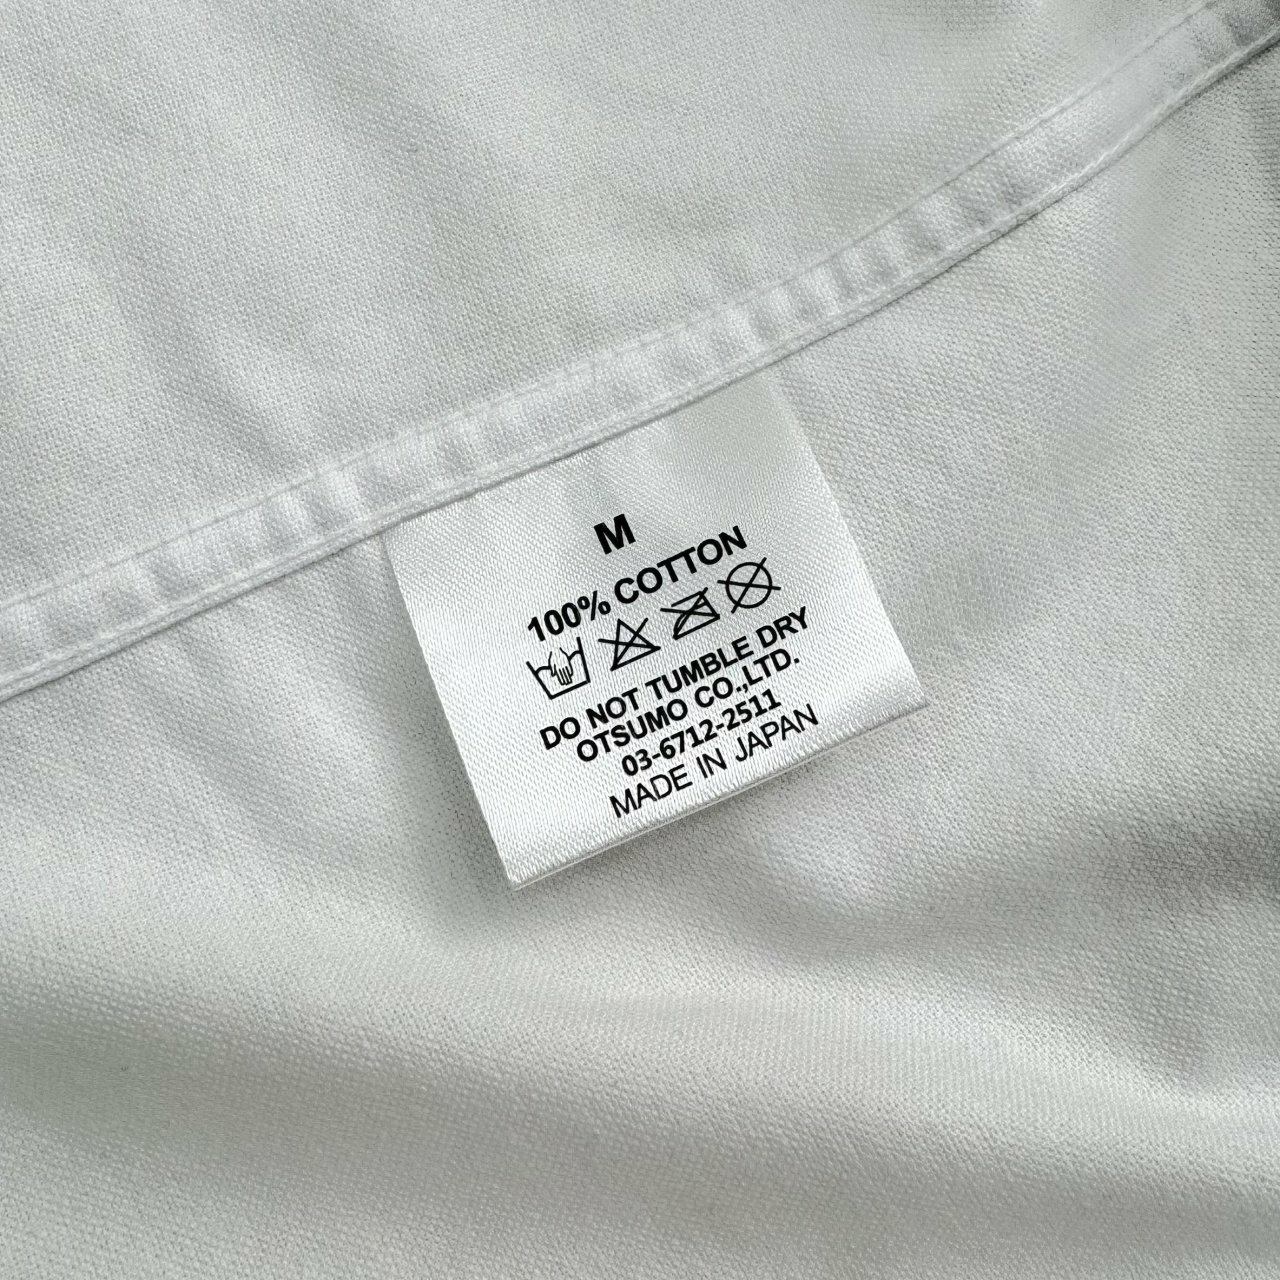 M
100% COTTON
DO NOT TUMBLE DRY
OTSUMO CO.,LTD.
03-6712-2511
MADE IN JAPAN